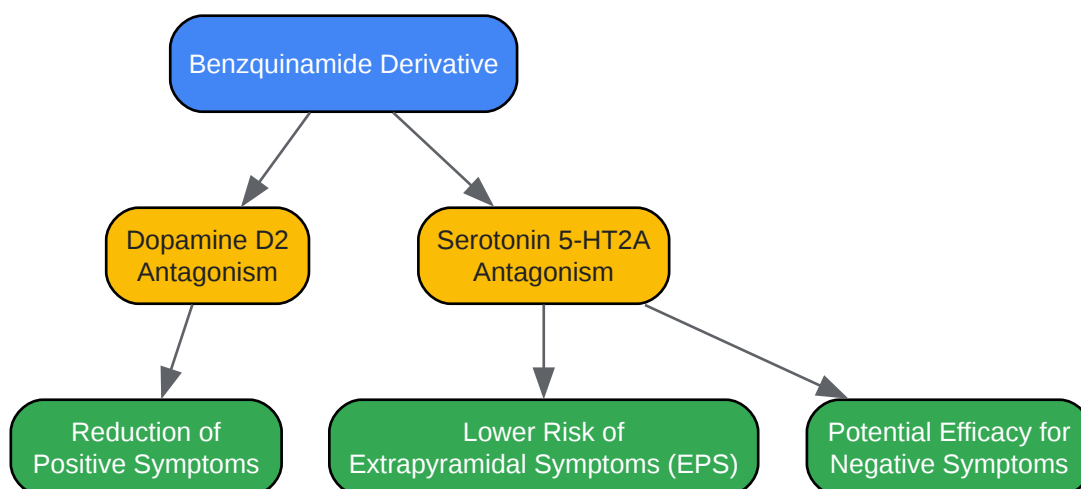 Benzquinamide Derivative
Dopamine D2
Antagonism
Serotonin 5-HT2A
Antagonism
Reduction of
Positive Symptoms
Lower Risk of
Extrapyramidal Symptoms (EPS)
Potential Efficacy for
Negative Symptoms